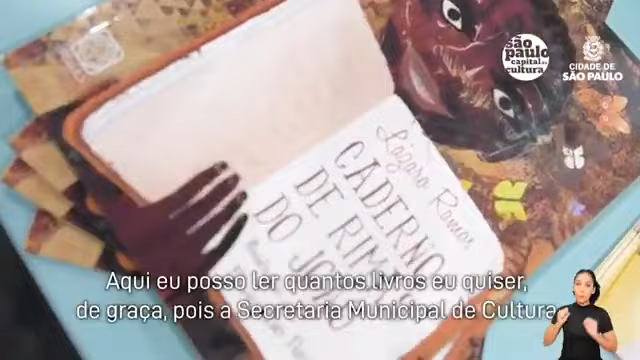 são paulo
capital da
cultura
CIDADE DE
SÃO PAULO
Lázaro Ramos
CADERNO
DE RIMAS
DO JOÃO
Aqui eu posso ler quantos livros eu quiser,
de graça, pois a Secretaria Municipal de Cultura